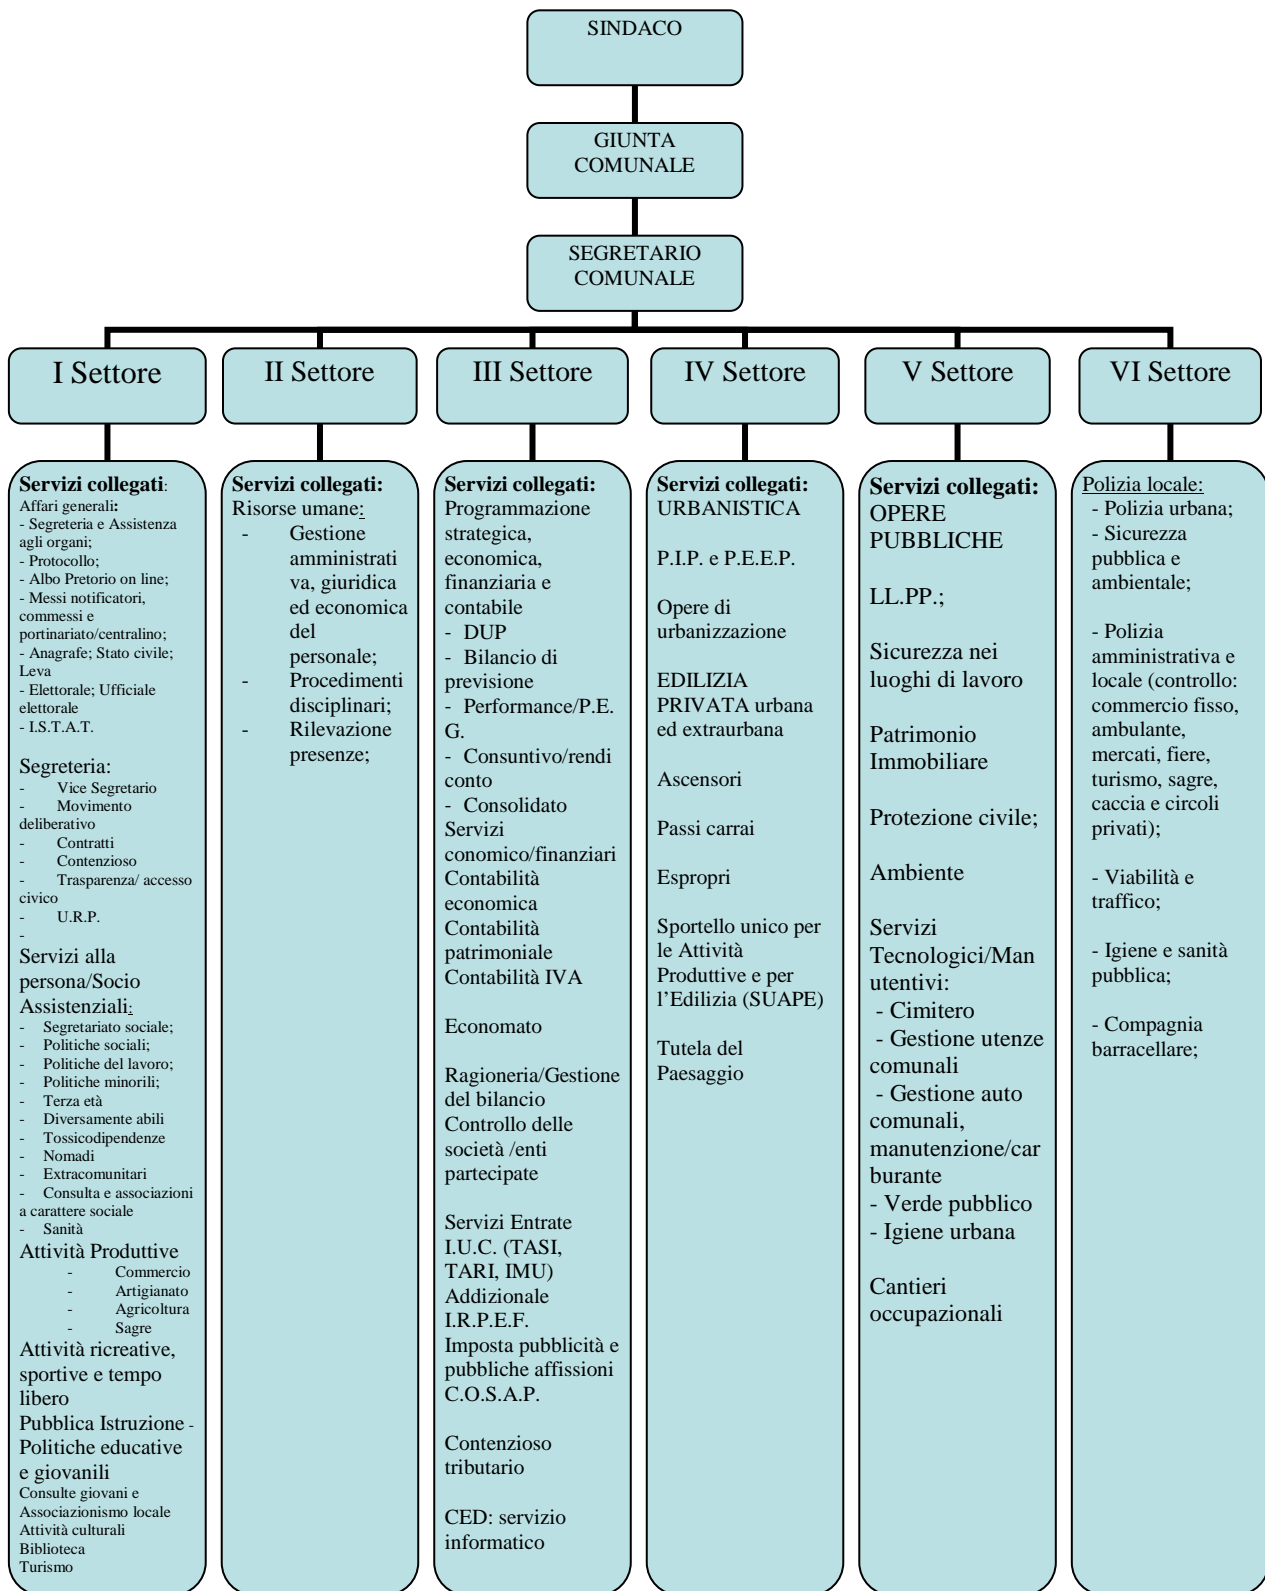 SINDACO
GIUNTA
COMUNALE
SEGRETARIO
COMUNALE
I Settore
II Settore
III Settore
IV Settore
V Settore
VI Settore
Servizi collegati:
Affari generali:
- Segreteria e Assistenza
agli organi;
- Protocollo;
- Albo Pretorio on line;
- Messi notificatori,
commessi e
portinariato/centralino;
- Anagrafe; Stato civile;
Leva
- Elettorale; Ufficiale
elettorale
- I.S.T.A.T.
Segreteria:
- Vice Segretario
- Movimento
deliberativo
- Contratti
- Contenzioso
- Trasparenza/ accesso
civico
- U.R.P.
-
Servizi alla
persona/Socio
Assistenziali:
- Segretariato sociale;
- Politiche sociali;
- Politiche del lavoro;
- Politiche minorili;
- Terza età
- Diversamente abili
- Tossicodipendenze
- Nomadi
- Extracomunitari
- Consulta e associazioni
a carattere sociale
- Sanità
Attività Produttive
- Commercio
- Artigianato
- Agricoltura
- Sagre
Attività ricreative,
sportive e tempo
libero
Pubblica Istruzione -
Politiche educative
e giovanili
Consulte giovani e
Associazionismo locale
Attività culturali
Biblioteca
Turismo
Servizi collegati:
Risorse umane:
- Gestione
amministrati
va, giuridica
ed economica
del
personale;
- Procedimenti
disciplinari;
- Rilevazione
presenze;
Servizi collegati:
Programmazione
strategica,
economica,
finanziaria e
contabile
- DUP
- Bilancio di
previsione
- Performance/P.E.
G.
- Consuntivo/rendi
conto
- Consolidato
Servizi
conomico/finanziari
Contabilità
economica
Contabilità
patrimoniale
Contabilità IVA
Economato
Ragioneria/Gestione
del bilancio
Controllo delle
società /enti
partecipate
Servizi Entrate
I.U.C. (TASI,
TARI, IMU)
Addizionale
I.R.P.E.F.
Imposta pubblicità e
pubbliche affissioni
C.O.S.A.P.
Contenzioso
tributario
CED: servizio
informatico
Servizi collegati:
URBANISTICA
P.I.P. e P.E.E.P.
Opere di
urbanizzazione
EDILIZIA
PRIVATA urbana
ed extraurbana
Ascensori
Passi carrai
Espropri
Sportello unico per
le Attività
Produttive e per
l'Edilizia (SUAPE)
Tutela del
Paesaggio
Servizi collegati:
OPERE
PUBBLICHE
LL.PP.;
Sicurezza nei
luoghi di lavoro
Patrimonio
Immobiliare
Protezione civile;
Ambiente
Servizi
Tecnologici/Man
utentivi:
- Cimitero
- Gestione utenze
comunali
- Gestione auto
comunali,
manutenzione/car
burante
- Verde pubblico
- Igiene urbana
Cantieri
occupazionali
Polizia locale:
- Polizia urbana;
- Sicurezza
pubblica e
ambientale;
- Polizia
amministrativa e
locale (controllo:
commercio fisso,
ambulante,
mercati, fiere,
turismo, sagre,
caccia e circoli
privati);
- Viabilità e
traffico;
- Igiene e sanità
pubblica;
- Compagnia
barracellare;